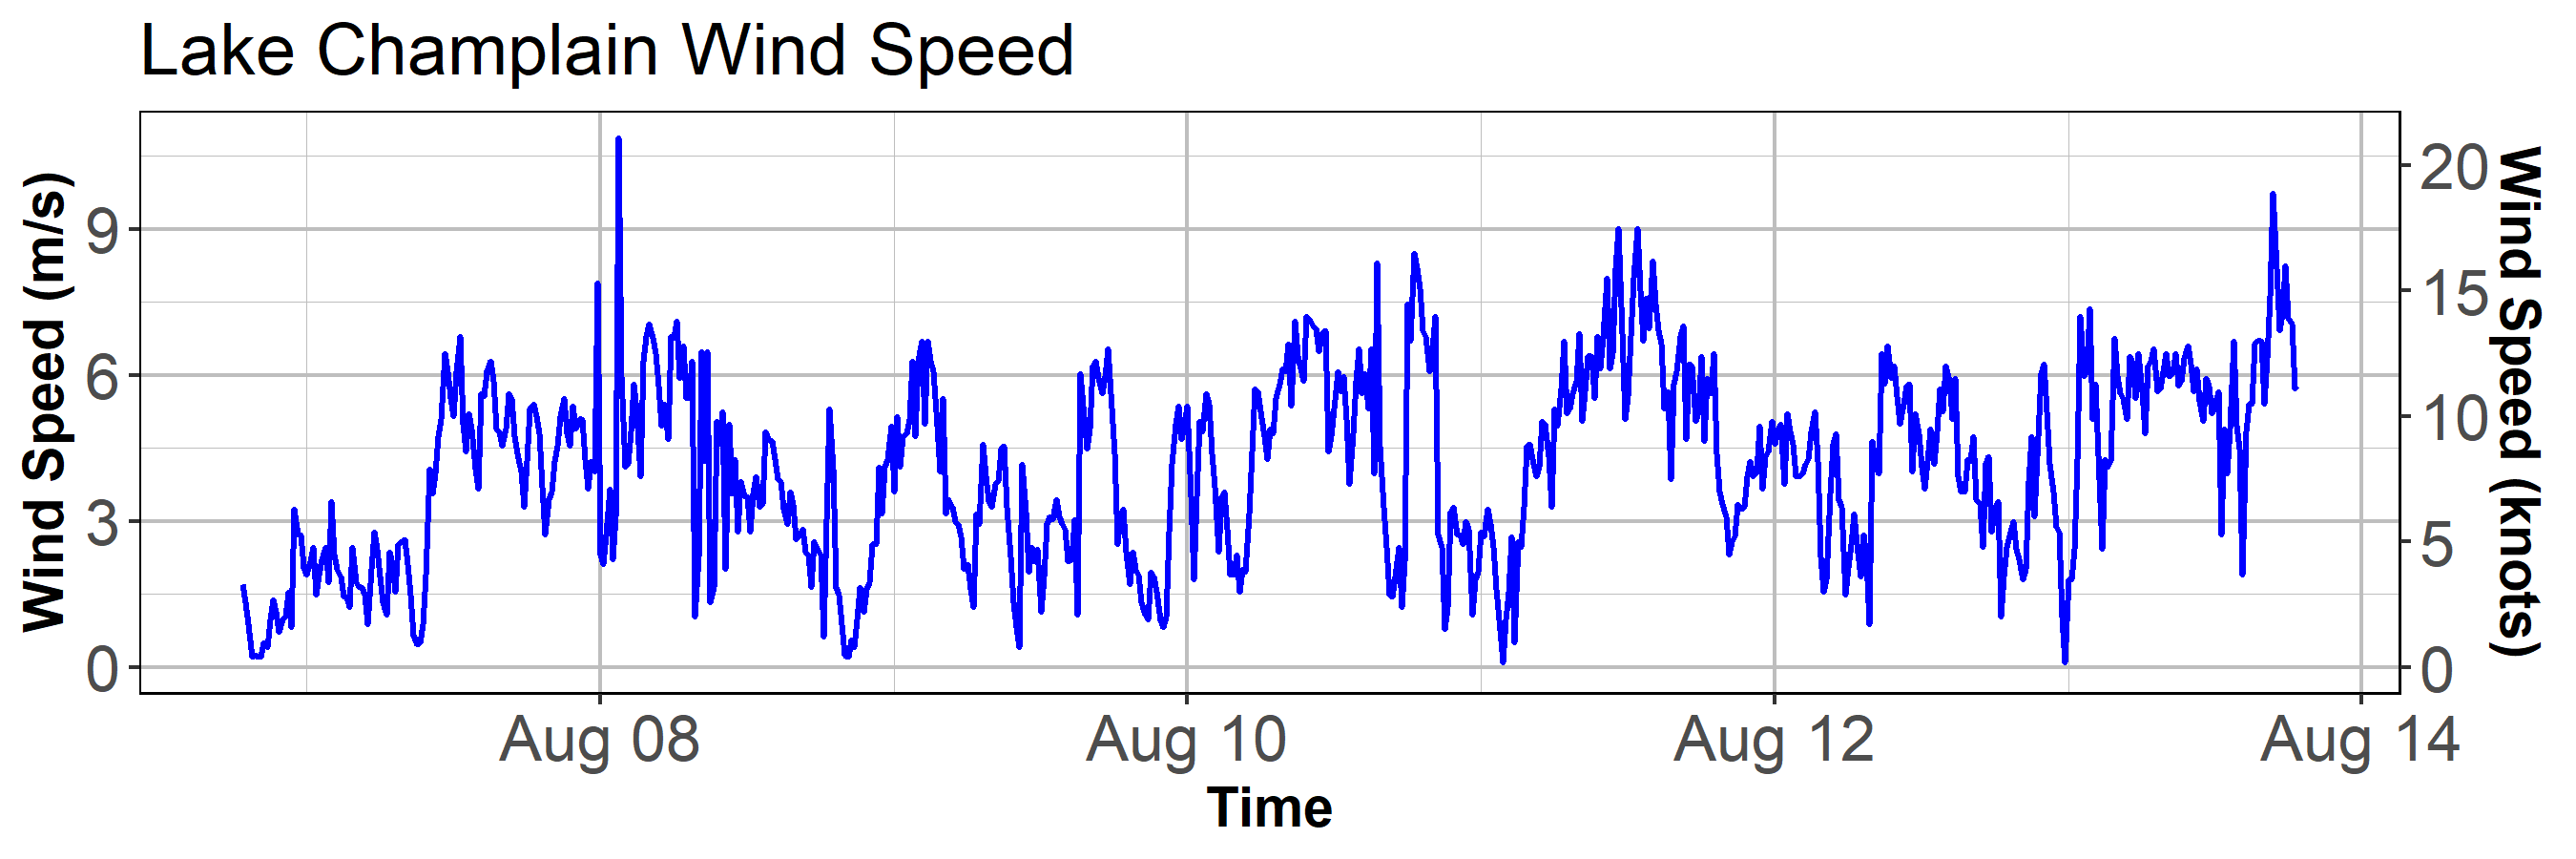 Lake Champlain Wind Speed
Wind Speed (m/s)
9
6
3
0
20
15
10
5
0
Wind Speed (knots)
Aug 08
Aug 10
Aug 12
Aug 14
Time